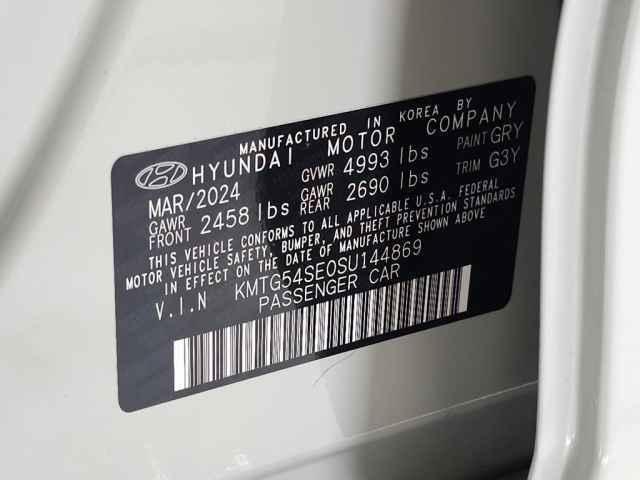 MANUFACTURED IN KOREA BY
HYUNDAI MOTOR COMPANY
MAR/2024 GVWR 4993 lbs PAINT GRY
GAWR FRONT 2458 lbs GAWR REAR 2690 lbs TRIM G3Y
THIS VEHICLE CONFORMS TO ALL APPLICABLE U.S.A. FEDERAL
MOTOR VEHICLE SAFETY, BUMPER, AND THEFT PREVENTION STANDARDS
IN EFFECT ON THE DATE OF MANUFACTURE SHOWN ABOVE.
V.I.N KMTG54SE0SU144869
PASSENGER CAR